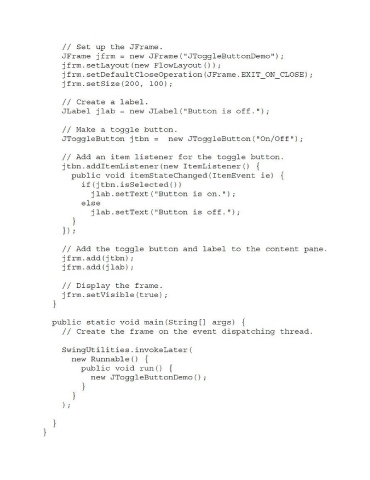 // Set up the JFrame.
JFrame jfrm = new JFrame("JToggleButtonDemo");
jfrm.setLayout(new FlowLayout());
jfrm.setDefaultCloseOperation(JFrame.EXIT_ON_CLOSE);
jfrm.setSize(200, 100);
// Create a label.
JLabel jlab = new JLabel("Button is off.");
// Make a toggle button.
JToggleButton jtbn =  new JToggleButton("On/Off");
// Add an item listener for the toggle button.
jtbn.addItemListener(new ItemListener() {
public void itemStateChanged(ItemEvent ie) {
if(jtbn.isSelected())
jlab.setText("Button is on.");
else
jlab.setText("Button is off.");
}
});
// Add the toggle button and label to the content pane.
jfrm.add(jtbn);
jfrm.add(jlab);
// Display the frame.
jfrm.setVisible(true);
}
public static void main(String[] args) {
// Create the frame on the event dispatching thread.
SwingUtilities.invokeLater(
new Runnable() {
public void run() {
new JToggleButtonDemo();
}
}
);
}
}